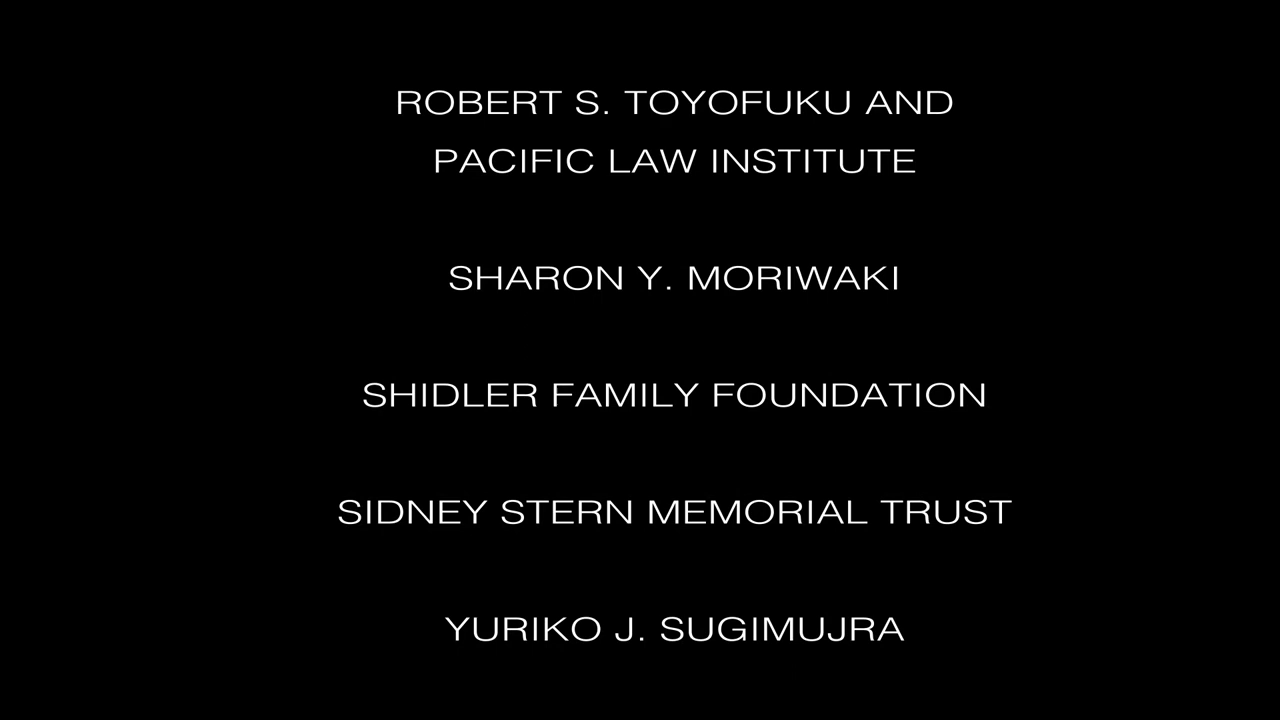 ROBERT S. TOYOFUKU AND
PACIFIC LAW INSTITUTE
SHARON Y. MORIWAKI
SHIDLER FAMILY FOUNDATION
SIDNEY STERN MEMORIAL TRUST
YURIKO J. SUGIMUJRA